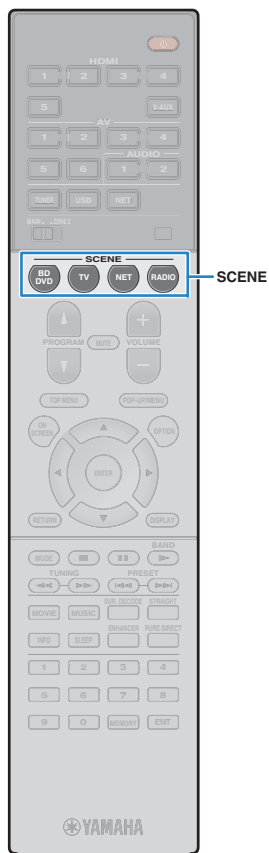 HDMI
1 2 3 4
5 V-AUX
AV
1 2 3 4
AUDIO
5 6 1 2
TUNER USB NET
MAIN ZONE2
SCENE
BD DVD TV NET RADIO
SCENE
PROGRAM MUTE VOLUME
TOP MENU POP-UP/MENU
ON SCREEN OPTION
ENTER
RETURN DISPLAY
BAND
MODE
TUNING PRESET
MOVIE MUSIC SUR. DECODE STRAIGHT
INFO SLEEP ENHANCER PURE DIRECT
1 2 3 4
5 6 7 8
9 0 MEMORY ENT
YAMAHA